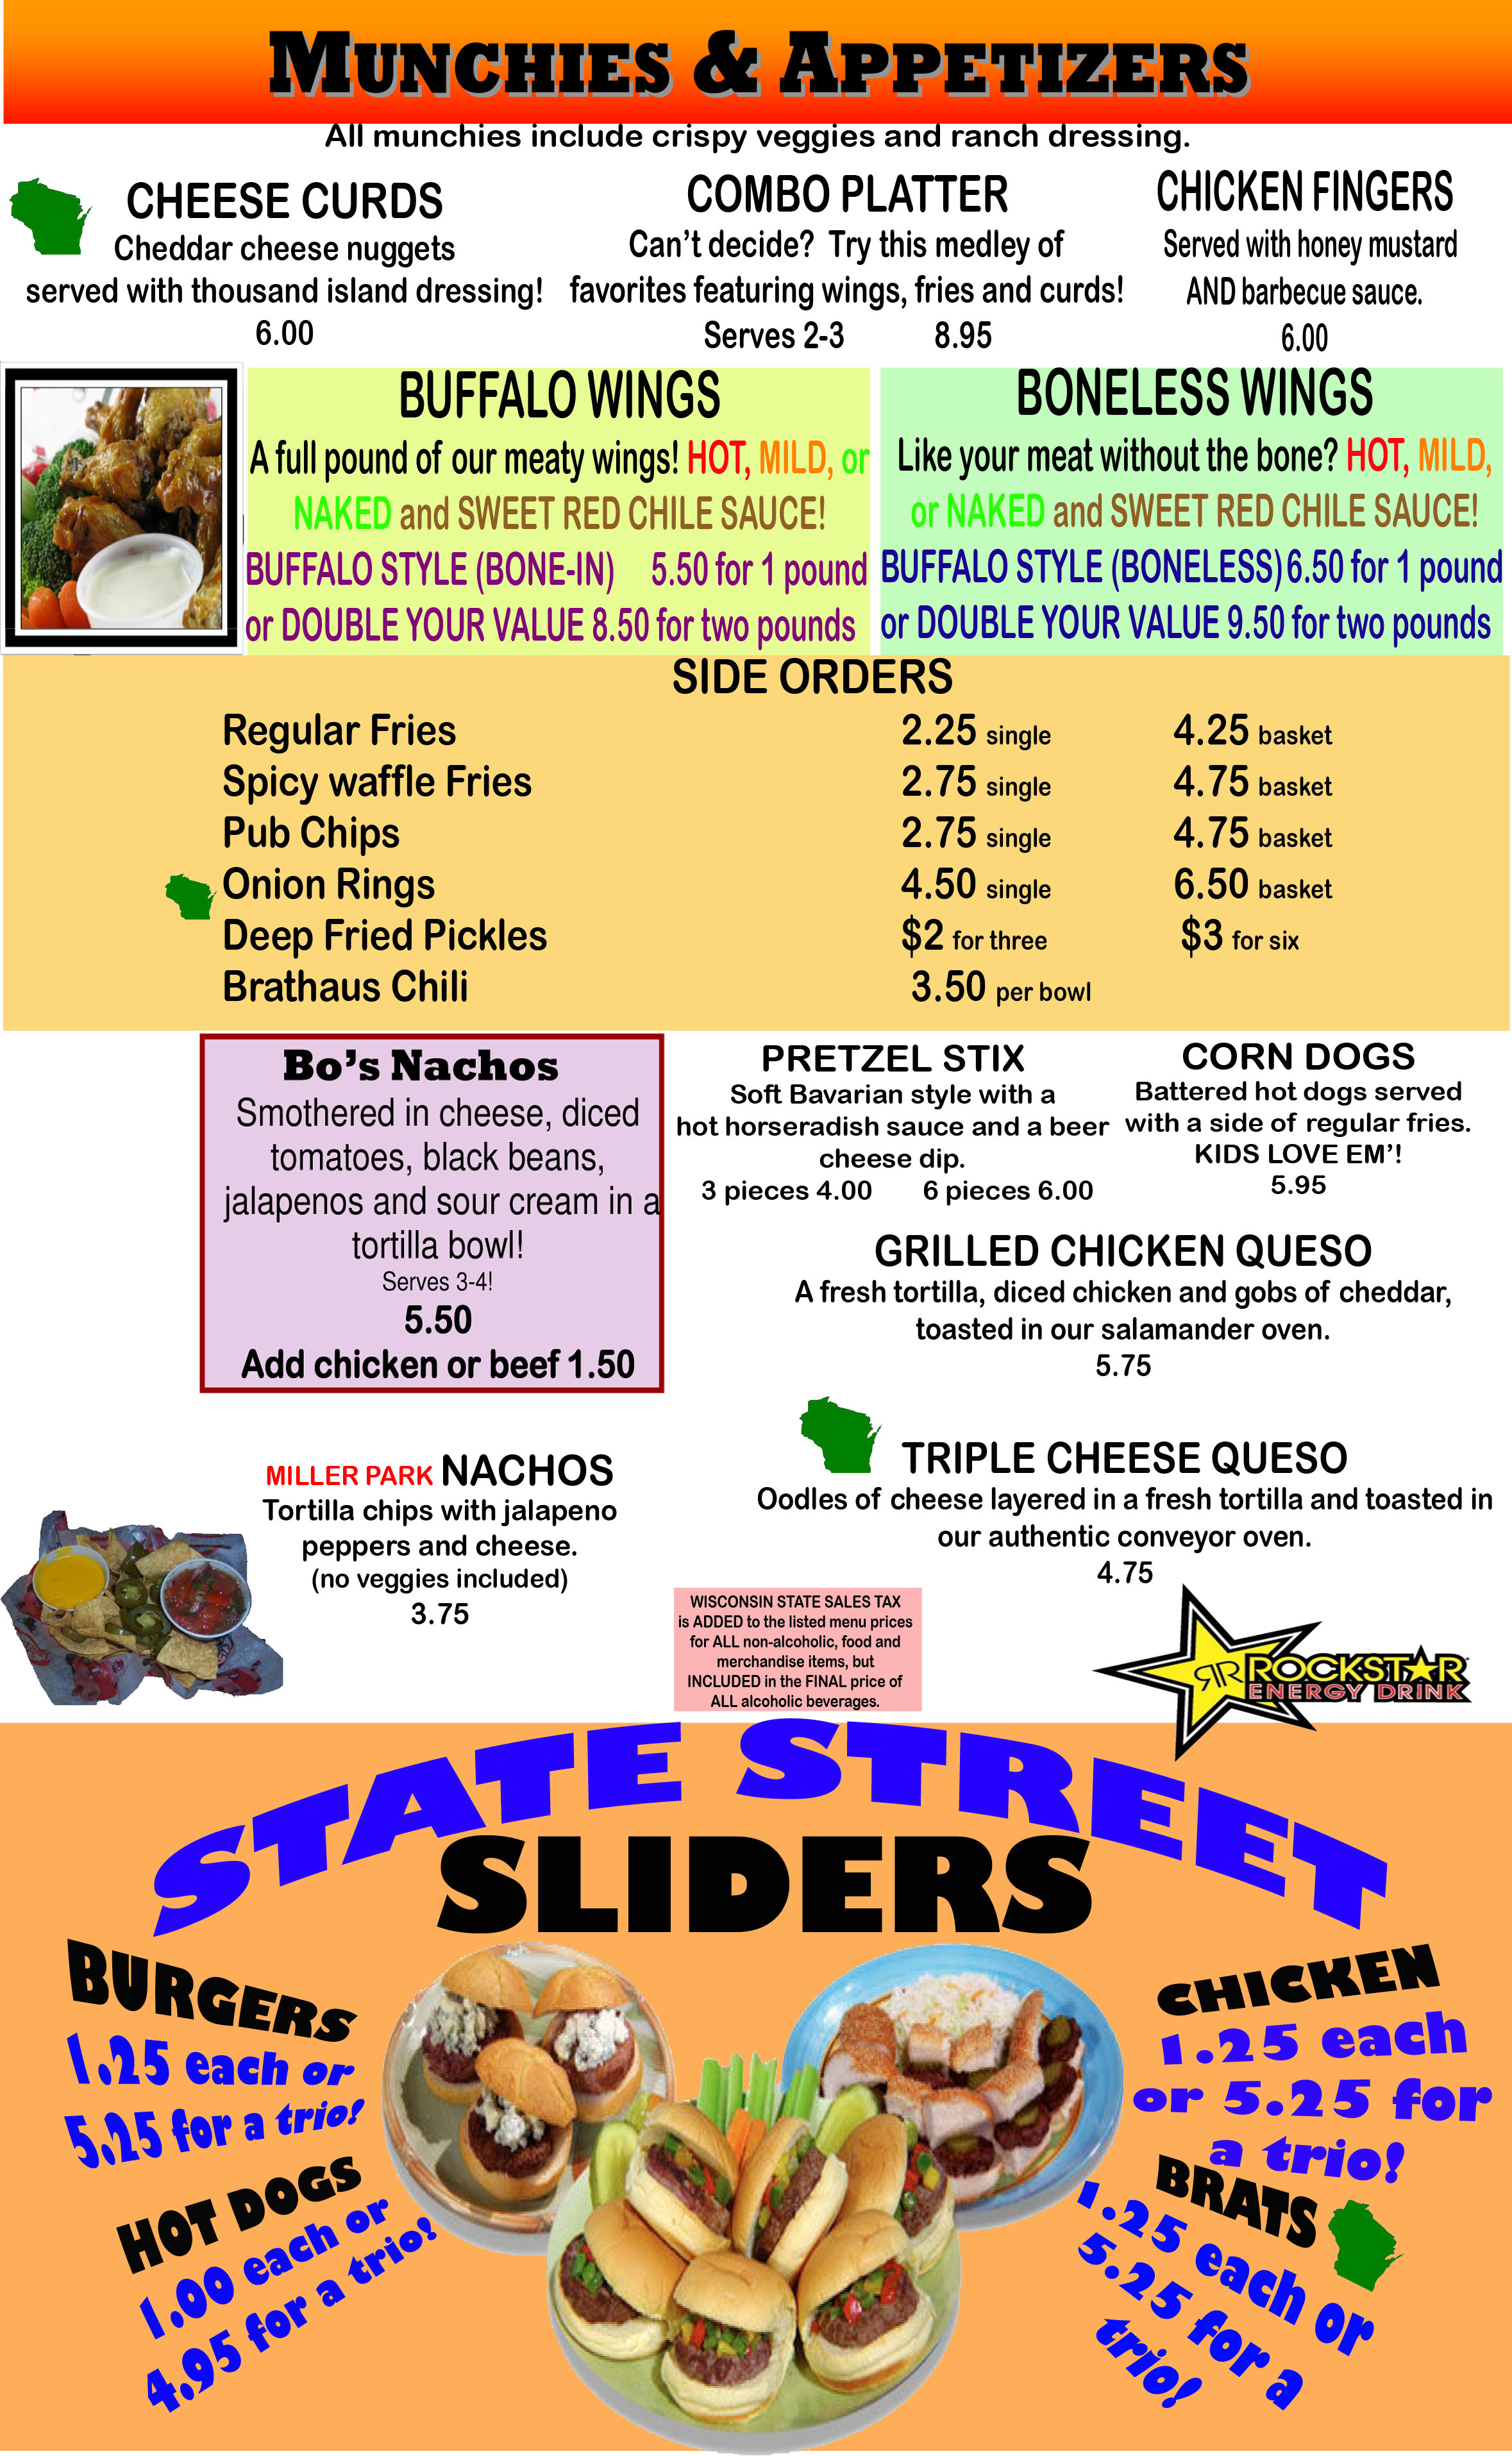 MUNCHIES & APPETIZERS
All munchies include crispy veggies and ranch dressing.
CHEESE CURDS
Cheddar cheese nuggets
served with thousand island dressing!
6.00
COMBO PLATTER
Can't decide? Try this medley of
favorites featuring wings, fries and curds!
Serves 2-3 8.95
CHICKEN FINGERS
Served with honey mustard
AND barbecue sauce.
6.00
BUFFALO WINGS
A full pound of our meaty wings! HOT, MILD, or
NAKED and SWEET RED CHILE SAUCE!
BUFFALO STYLE (BONE-IN) 5.50 for 1 pound
or DOUBLE YOUR VALUE 8.50 for two pounds
BONELESS WINGS
Like your meat without the bone? HOT, MILD,
or NAKED and SWEET RED CHILE SAUCE!
BUFFALO STYLE (BONELESS) 6.50 for 1 pound
or DOUBLE YOUR VALUE 9.50 for two pounds
SIDE ORDERS
Regular Fries 2.25 single 4.25 basket
Spicy waffle Fries 2.75 single 4.75 basket
Pub Chips 2.75 single 4.75 basket
Onion Rings 4.50 single 6.50 basket
Deep Fried Pickles $2 for three $3 for six
Brathaus Chili 3.50 per bowl
Bo's Nachos
Smothered in cheese, diced
tomatoes, black beans,
jalapenos and sour cream in a
tortilla bowl!
Serves 3-4!
5.50
Add chicken or beef 1.50
PRETZEL STIX
Soft Bavarian style with a
hot horseradish sauce and a beer
cheese dip.
3 pieces 4.00 6 pieces 6.00
CORN DOGS
Battered hot dogs served
with a side of regular fries.
KIDS LOVE EM'!
5.95
GRILLED CHICKEN QUESO
A fresh tortilla, diced chicken and gobs of cheddar,
toasted in our salamander oven.
5.75
MILLER PARK NACHOS
Tortilla chips with jalapeno
peppers and cheese.
(no veggies included)
3.75
TRIPLE CHEESE QUESO
Oodles of cheese layered in a fresh tortilla and toasted in
our authentic conveyor oven.
4.75
WISCONSIN STATE SALES TAX
is ADDED to the listed menu prices
for ALL non-alcoholic, food and
merchandise items, but
INCLUDED in the FINAL price of
ALL alcoholic beverages.
RR ROCKSTAR
ENERGY DRINK
STATE STREET
SLIDERS
BURGERS
1.25 each or
5.25 for a trio!
HOT DOGS
1.00 each or
4.95 for a trio!
CHICKEN
1.25 each
or 5.25 for
a trio!
BRATS
1.25 each or
5.25 for a
trio!